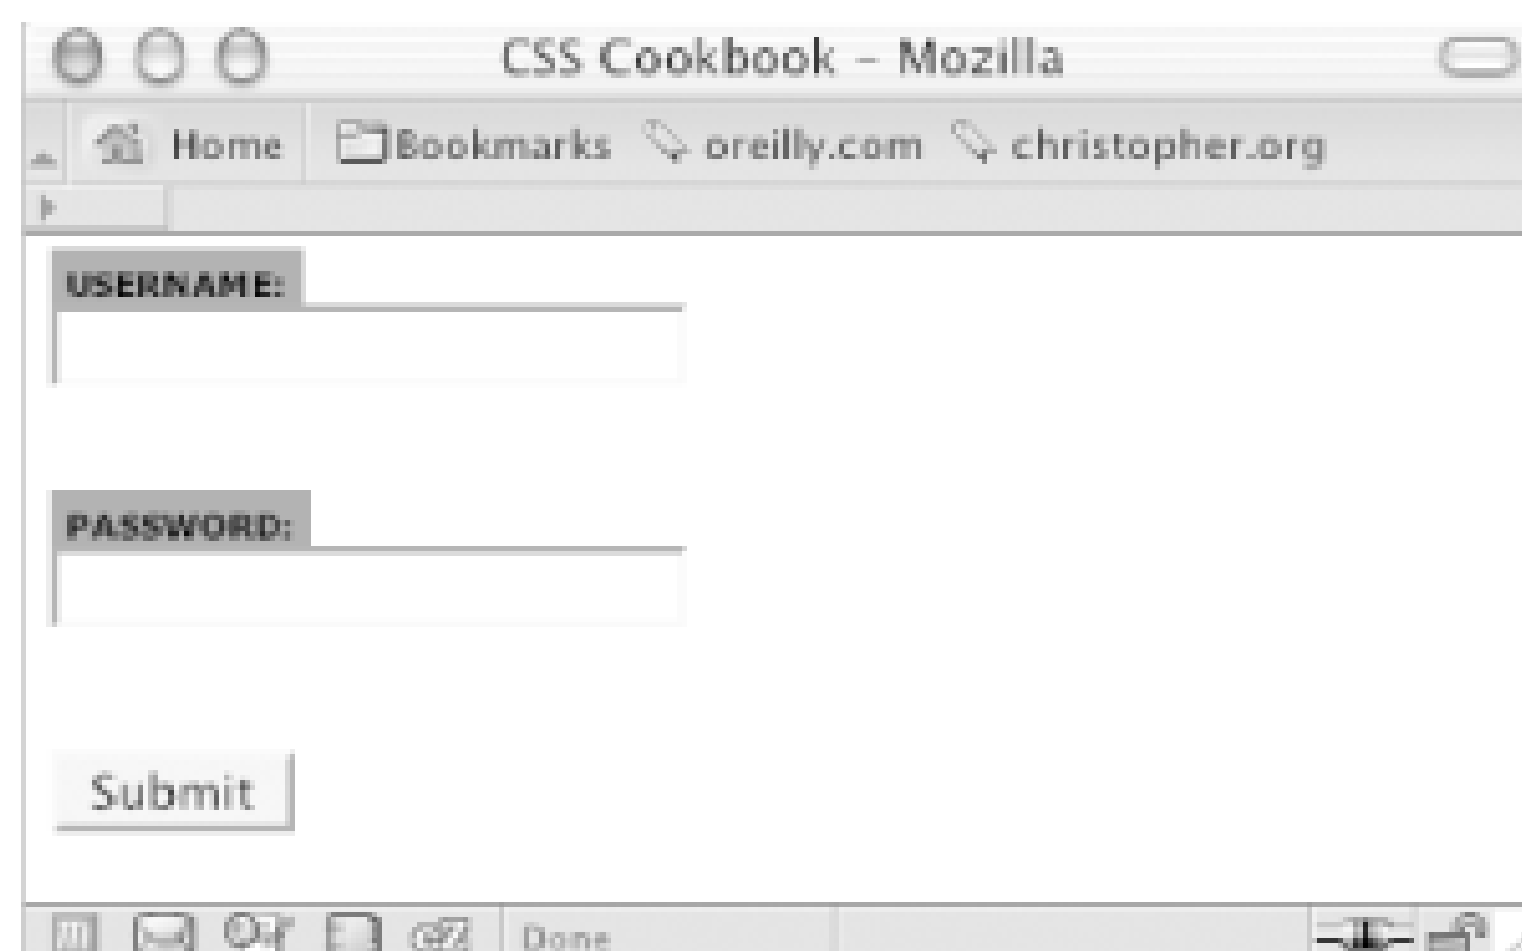 CSS Cookbook – Mozilla
Home Bookmarks oreilly.com christopher.org
USERNAME:
PASSWORD:
Submit
Done